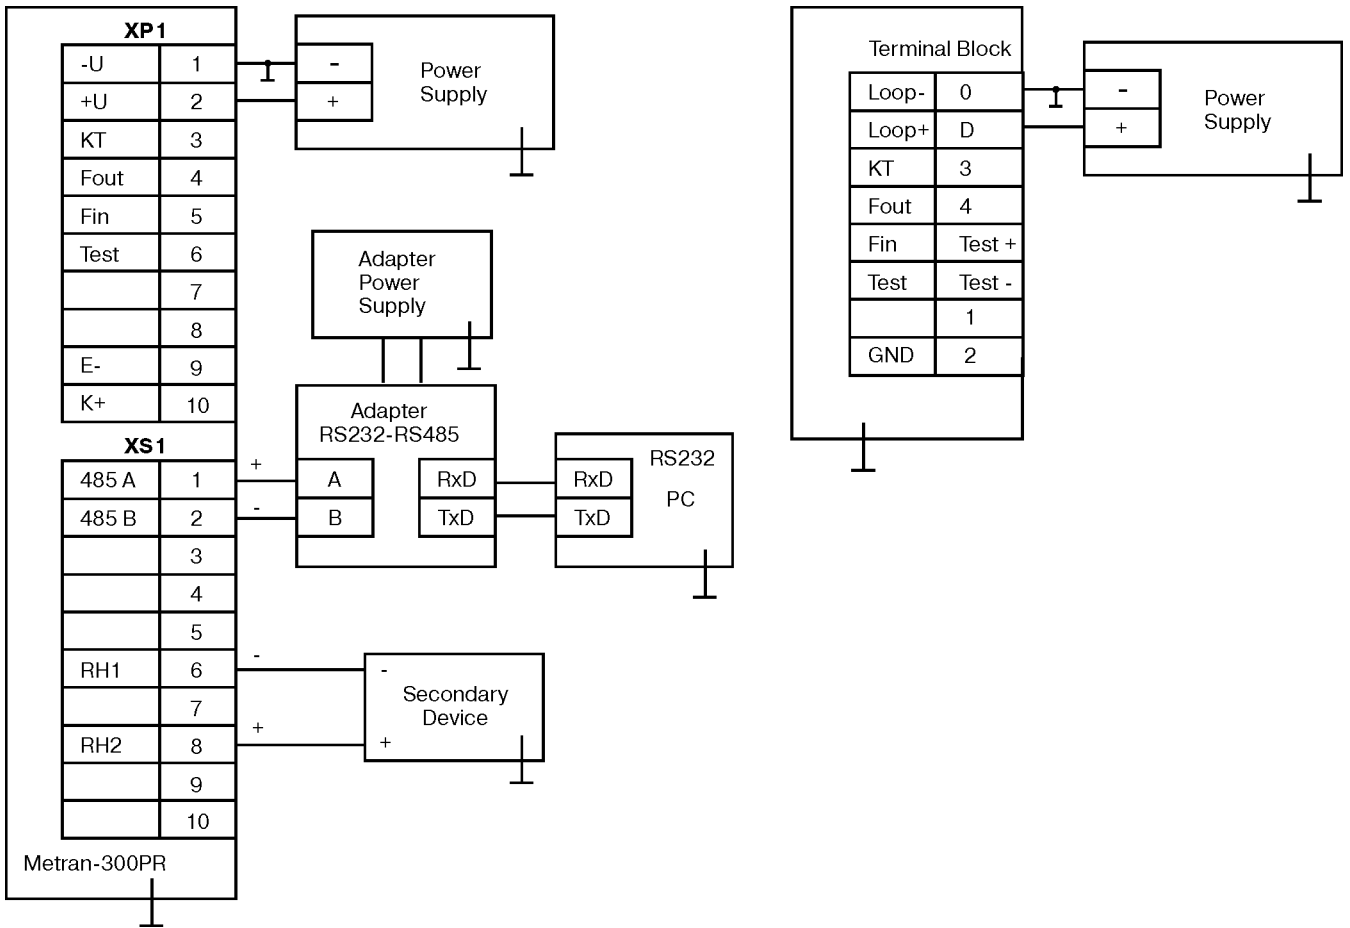 XP1
-U 1
+U 2
KT 3
Fout 4
Fin 5
Test 6
7
8
E- 9
K+ 10
-
+
Power
Supply
Adapter
Power
Supply
XS1
485 A 1
485 B 2
3
4
5
RH1 6
7
RH2 8
9
10
Metran-300PR
+
-
Adapter
RS232-RS485
A
B
RxD
TxD
RS232
PC
RxD
TxD
-
+
-
Secondary
Device
+
Terminal Block
Loop- 0
Loop+ D
KT 3
Fout 4
Fin Test +
Test Test -
1
GND 2
-
+
Power
Supply